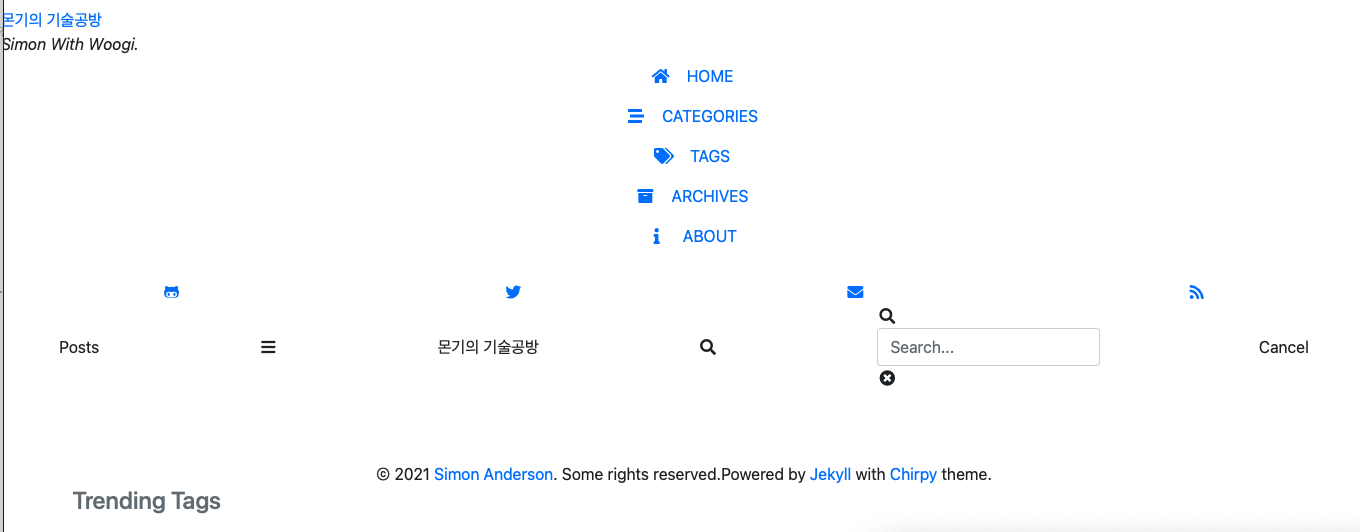 몬기의 기술공방
Simon With Woogi.
HOME
CATEGORIES
TAGS
ARCHIVES
ABOUT
Posts 몬기의 기술공방 Search... Cancel
© 2021 Simon Anderson. Some rights reserved.Powered by Jekyll with Chirpy theme.
Trending Tags